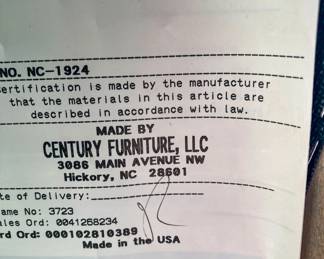 NO. NC-1924
ertification is made by the manufacturer
that the materials in this article are
described in accordance with law.
MADE BY
CENTURY FURNITURE, LLC
3086 MAIN AVENUE NW
Hickory, NC 28601
te of Delivery:
ame No: 3723
ales Ord: 0041268234
rd Ord: 000102810389
Made in the USA